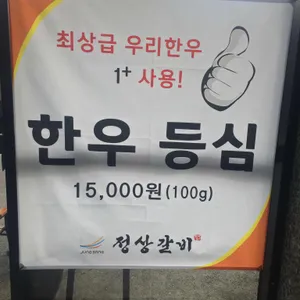 최상급 우리한우
1+ 사용!
한우 등심
15,000원(100g)
정상갈비